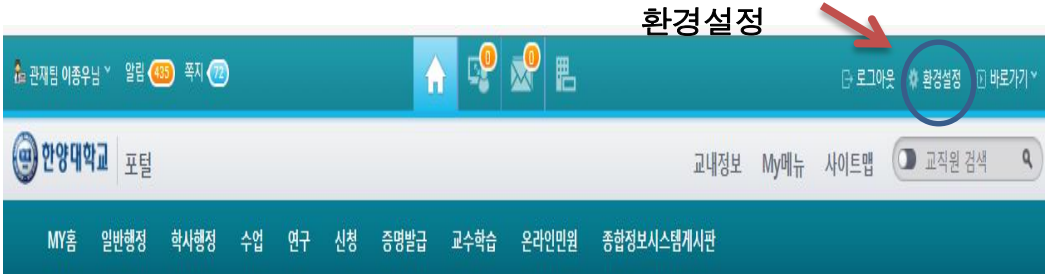 환경설정
관재팀 이종우님 알림 435 쪽지 72 0 0 로그아웃 환경설정 바로가기
한양대학교 포털 교내정보 My메뉴 사이트맵 교직원 검색
MY홈 일반행정 학사행정 수업 연구 신청 증명발급 교수학습 온라인민원 종합정보시스템게시판